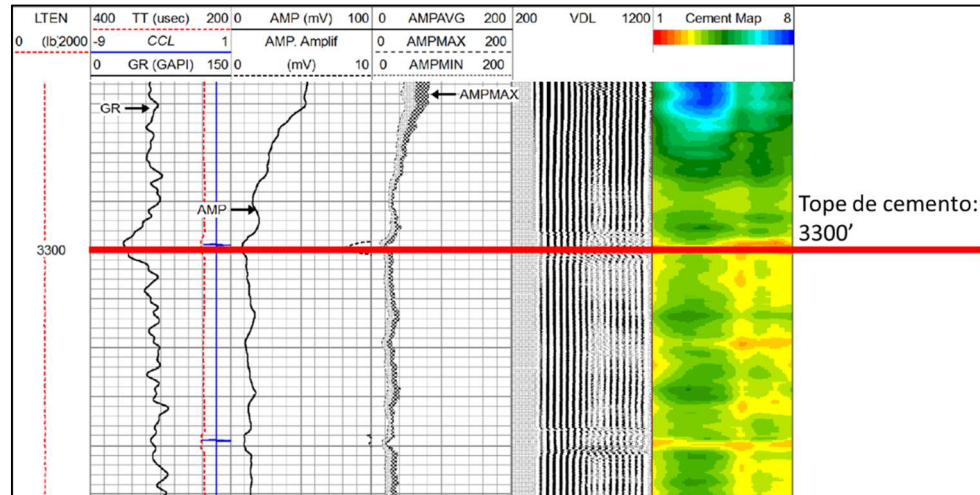 LTEN 400 TT (usec) 200 0 AMP (mV) 100 0 AMPAVG 200 200 VDL 1200 1 Cement Map 8
0 (lb) 2000 -9 CCL 1 AMP. Amplif 0 AMPMAX 200
0 GR (GAPI) 150 0 (mV) 10 0 AMPMIN 200
GR
AMPMAX
AMP
Tope de cemento:
3300’
3300